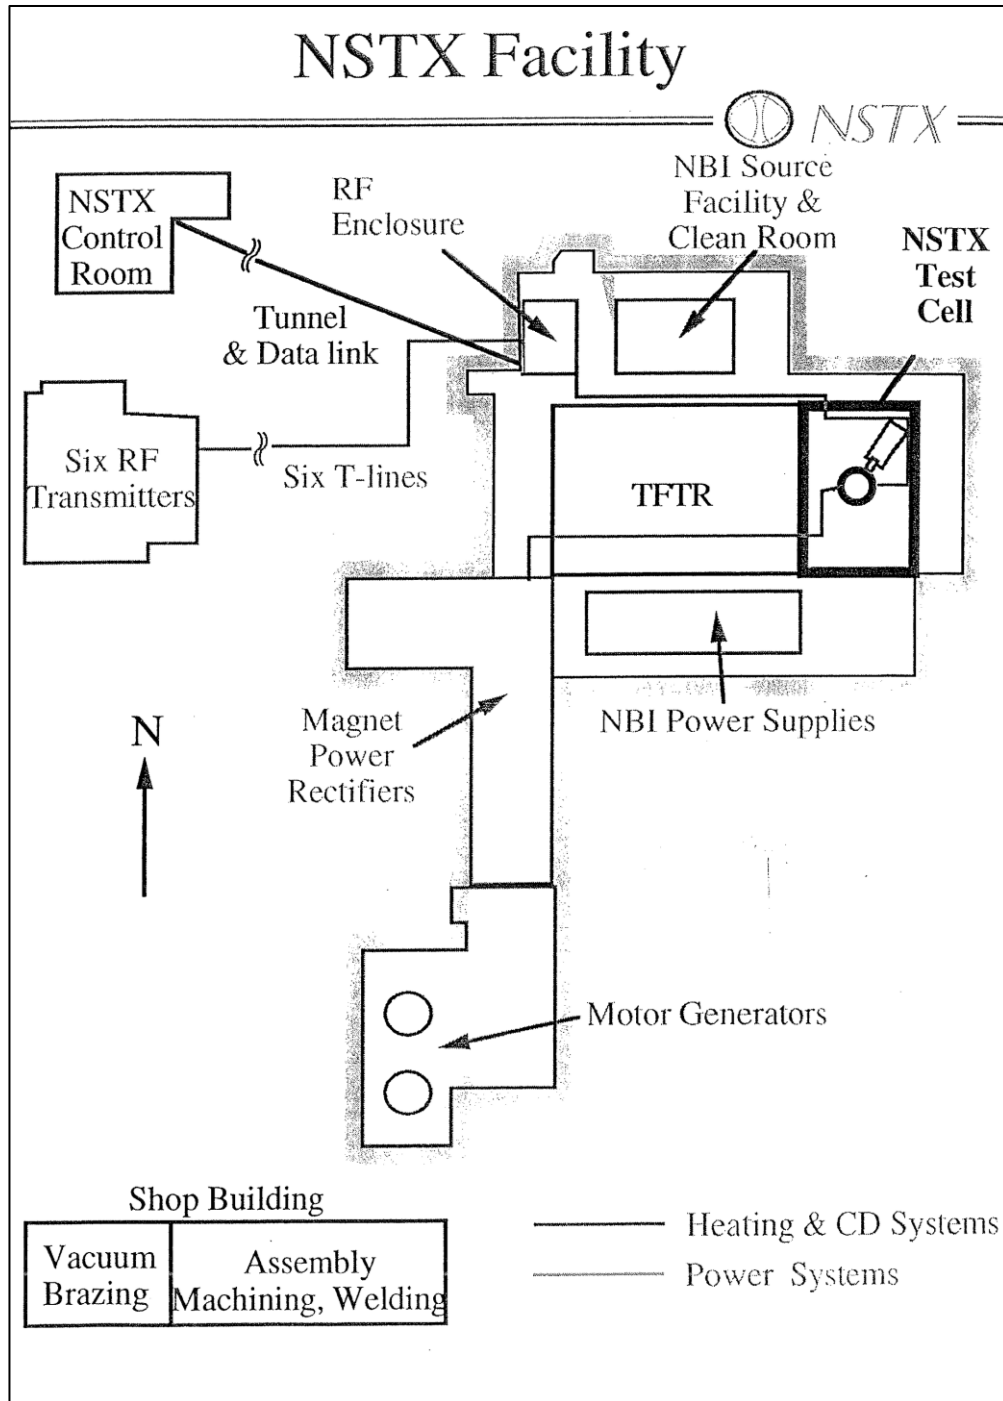 NSTX Facility
NSTX
NSTX
Control
Room
RF
Enclosure
NBI Source
Facility &
Clean Room
NSTX
Test
Cell
Tunnel
& Data link
Six RF
Transmitters
Six T-lines
TFTR
Magnet
Power
Rectifiers
NBI Power Supplies
N
Motor Generators
Shop Building
Vacuum
Brazing
Assembly
Machining, Welding
Heating & CD Systems
Power Systems